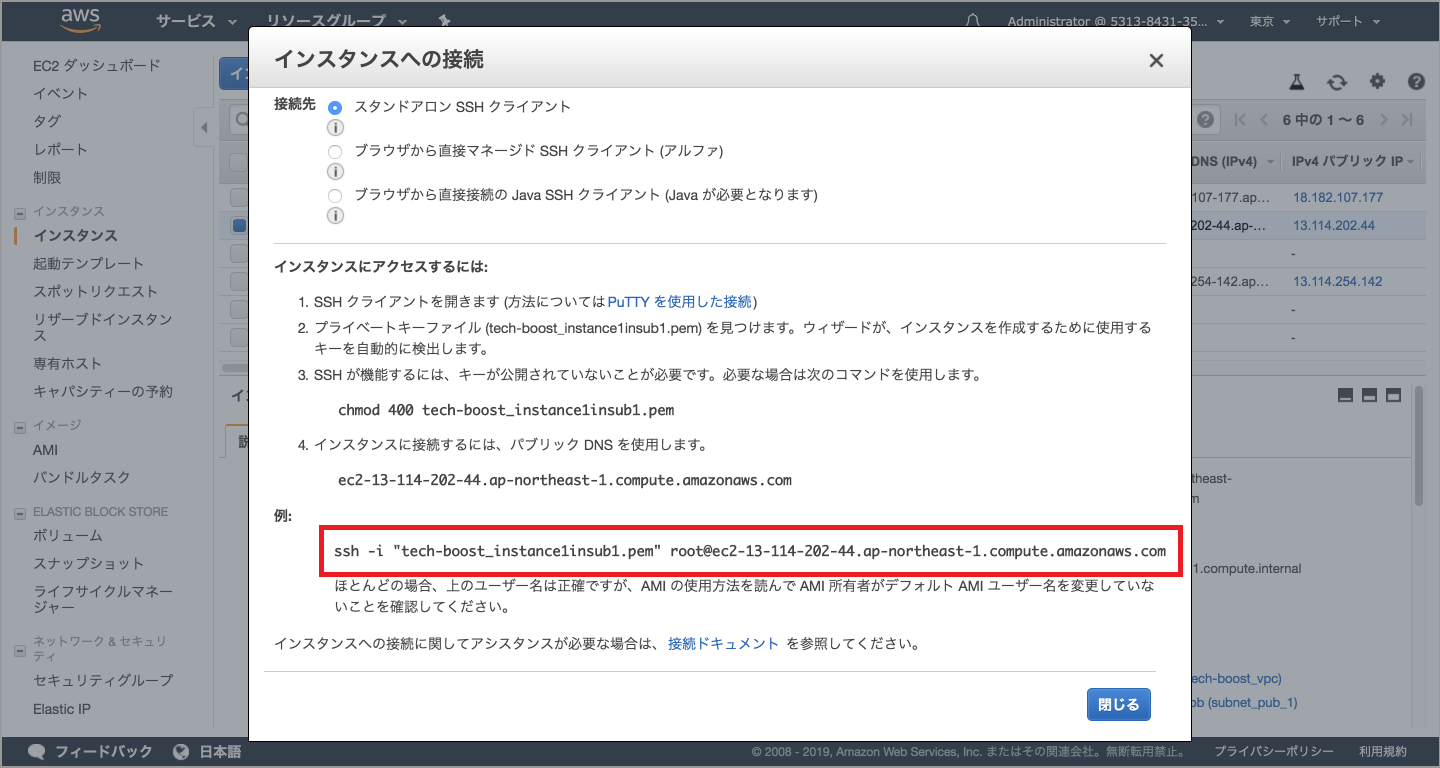 aws
サービス
リソースグループ
Administrator @ 5313-8431-35...
東京
サポート
EC2 ダッシュボード
イベント
タグ
レポート
制限
インスタンス
インスタンス
起動テンプレート
スポットリクエスト
リザーブドインスタン
ス
専有ホスト
キャパシティーの予約
イメージ
AMI
バンドルタスク
ELASTIC BLOCK STORE
ボリューム
スナップショット
ライフサイクルマネー
ジャー
ネットワーク & セキュリ
ティ
セキュリティグループ
Elastic IP
インスタンスへの接続
接続先
スタンドアロン SSH クライアント
ブラウザから直接マネージド SSH クライアント (アルファ)
ブラウザから直接接続の Java SSH クライアント (Java が必要となります)
インスタンスにアクセスするには:
1. SSH クライアントを開きます (方法についてはPuTTY を使用した接続)
2. プライベートキーファイル (tech-boost_instance1insub1.pem) を見つけます。ウィザードが、インスタンスを作成するために使用する
キーを自動的に検出します。
3. SSH が機能するには、キーが公開されていないことが必要です。必要な場合は次のコマンドを使用します。
chmod 400 tech-boost_instance1insub1.pem
4. インスタンスに接続するには、パブリック DNS を使用します。
ec2-13-114-202-44.ap-northeast-1.compute.amazonaws.com
例:
ssh -i "tech-boost_instance1insub1.pem" root@ec2-13-114-202-44.ap-northeast-1.compute.amazonaws.com
ほとんどの場合、上のユーザー名は正確ですが、AMI の使用方法を読んで AMI 所有者がデフォルト AMI ユーザー名を変更していな
いことを確認してください。
インスタンスへの接続に関してアシスタンスが必要な場合は、接続ドキュメント を参照してください。
閉じる
6 中の 1 ～ 6
DNS (IPv4)
IPv4 パブリック IP
107-177.ap...
18.182.107.177
202-44.ap-...
13.114.202.44
-
254-142.ap...
13.114.254.142
-
-
theast-
m
1.compute.internal
ech-boost_vpc)
ob (subnet_pub_1)
フィードバック
日本語
© 2008 - 2019, Amazon Web Services, Inc. またはその関連会社。無断転用禁止。
プライバシーポリシー
利用規約